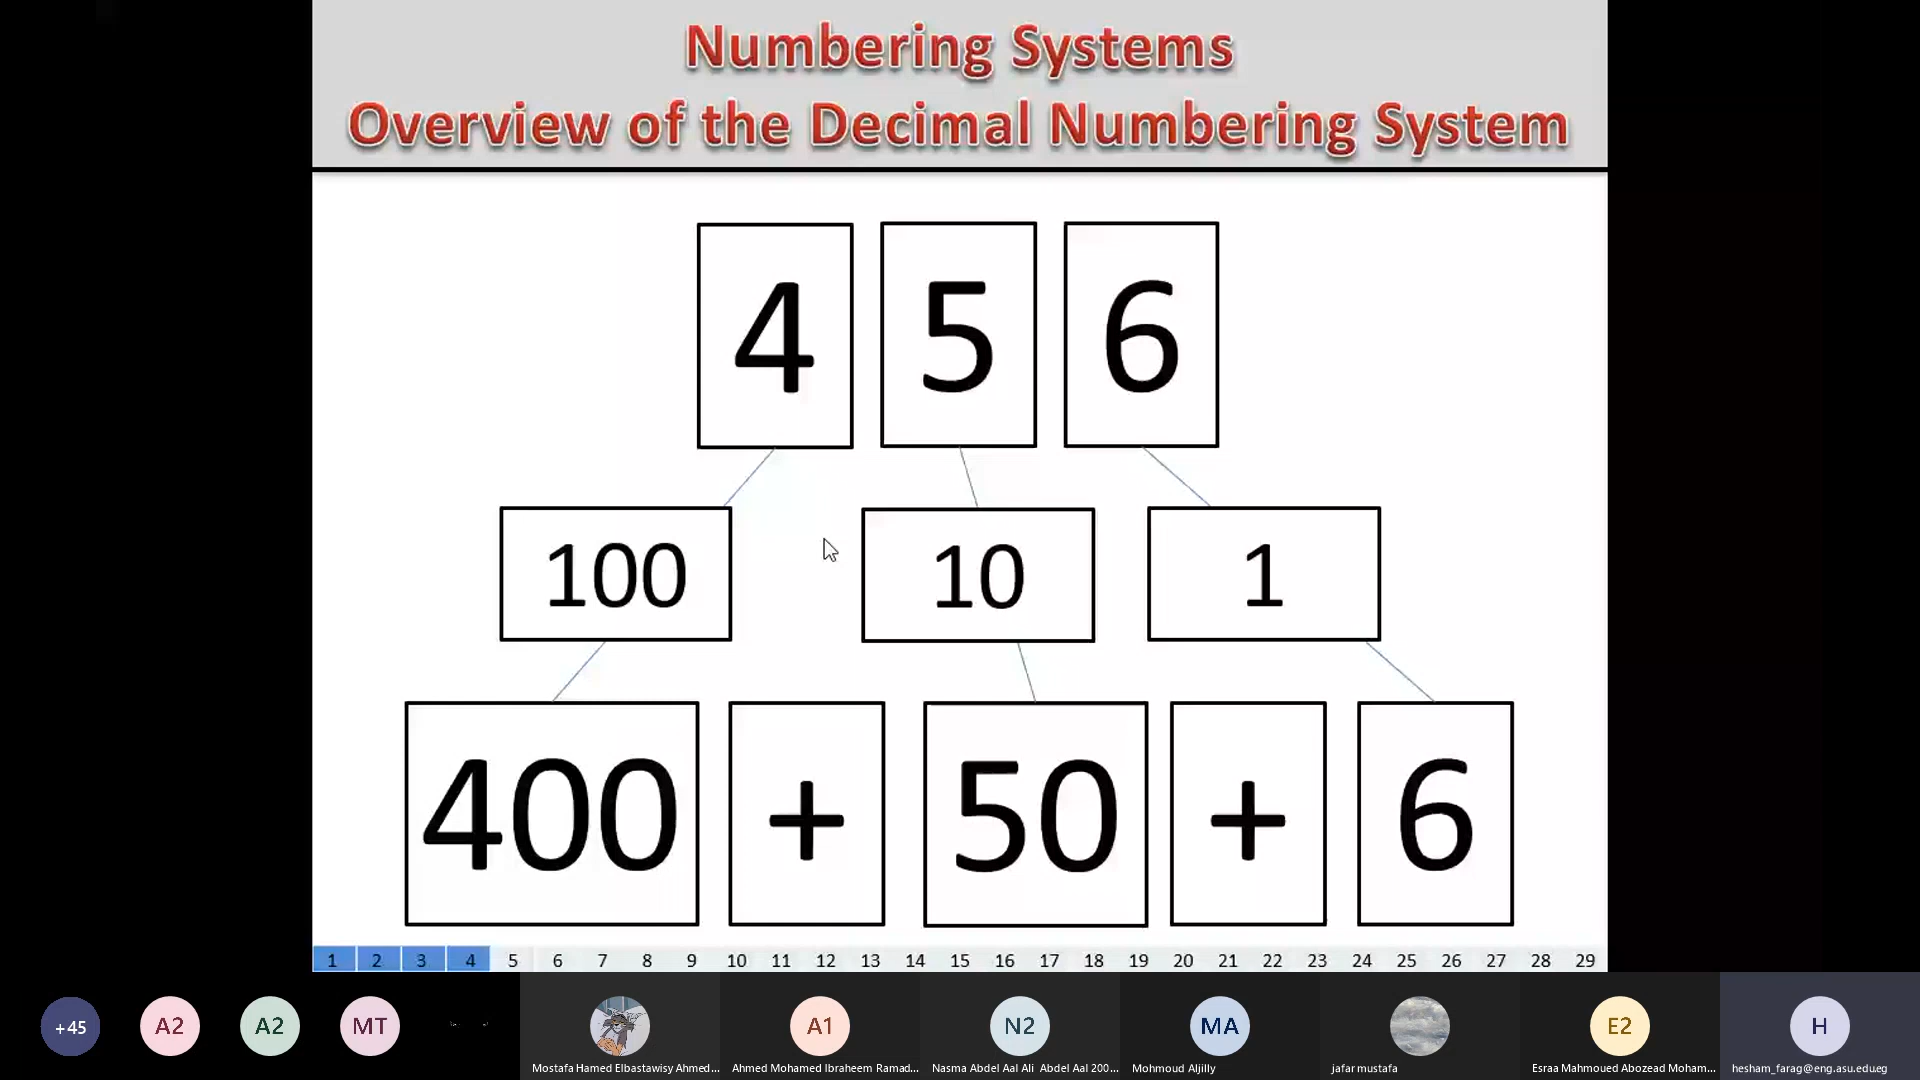 Numbering Systems
Overview of the Decimal Numbering System
4 5 6
100 10 1
400 + 50 + 6
1 2 3 4 5 6 7 8 9 10 11 12 13 14 15 16 17 18 19 20 21 22 23 24 25 26 27 28 29
+45 A2 A2 MT A1 N2 MA E2 H
Mostafa Hamed Elbastawisy Ahmed... Ahmed Mohamed Ibraheem Ramad... Nasma Abdel Aal Ali Abdel Aal 200... Mohmoud Aljilly jafar mustafa Esraa Mahmoued Abozead Moham... hesham_farag@eng.asu.edu.eg